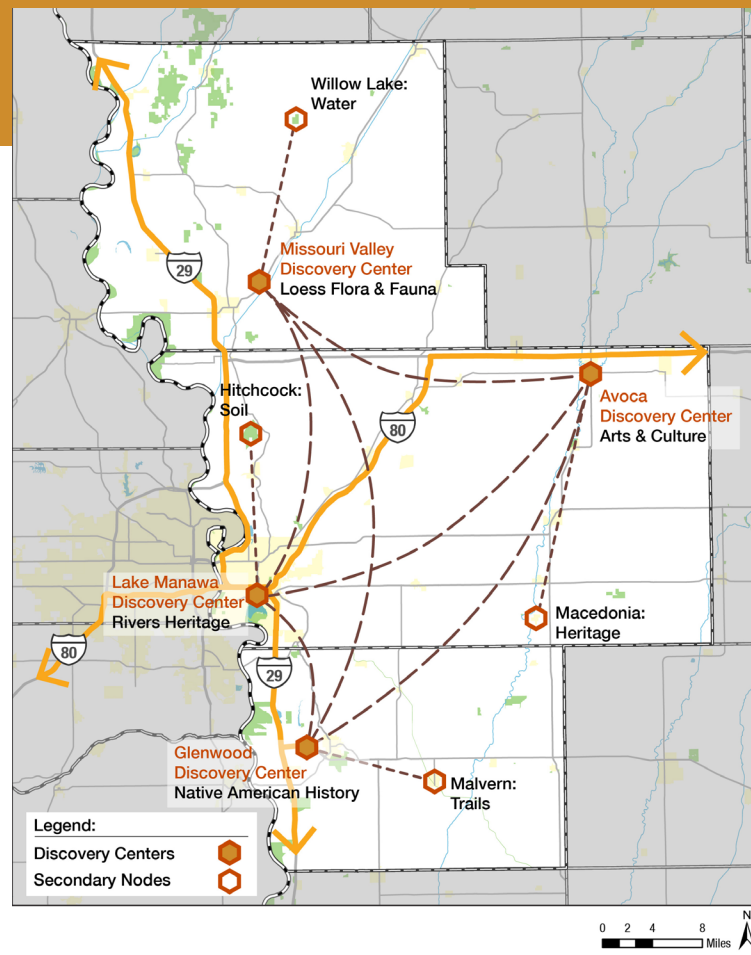 Willow Lake:
Water
Missouri Valley
Discovery Center
Loess Flora & Fauna
29
Hitchcock:
Soil
80
Avoca
Discovery Center
Arts & Culture
Lake Manawa
Discovery Center
Rivers Heritage
Macedonia:
Heritage
80
29
Glenwood
Discovery Center
Native American History
Malvern:
Trails
Legend:
Discovery Centers
Secondary Nodes
0 2 4 8
Miles
N